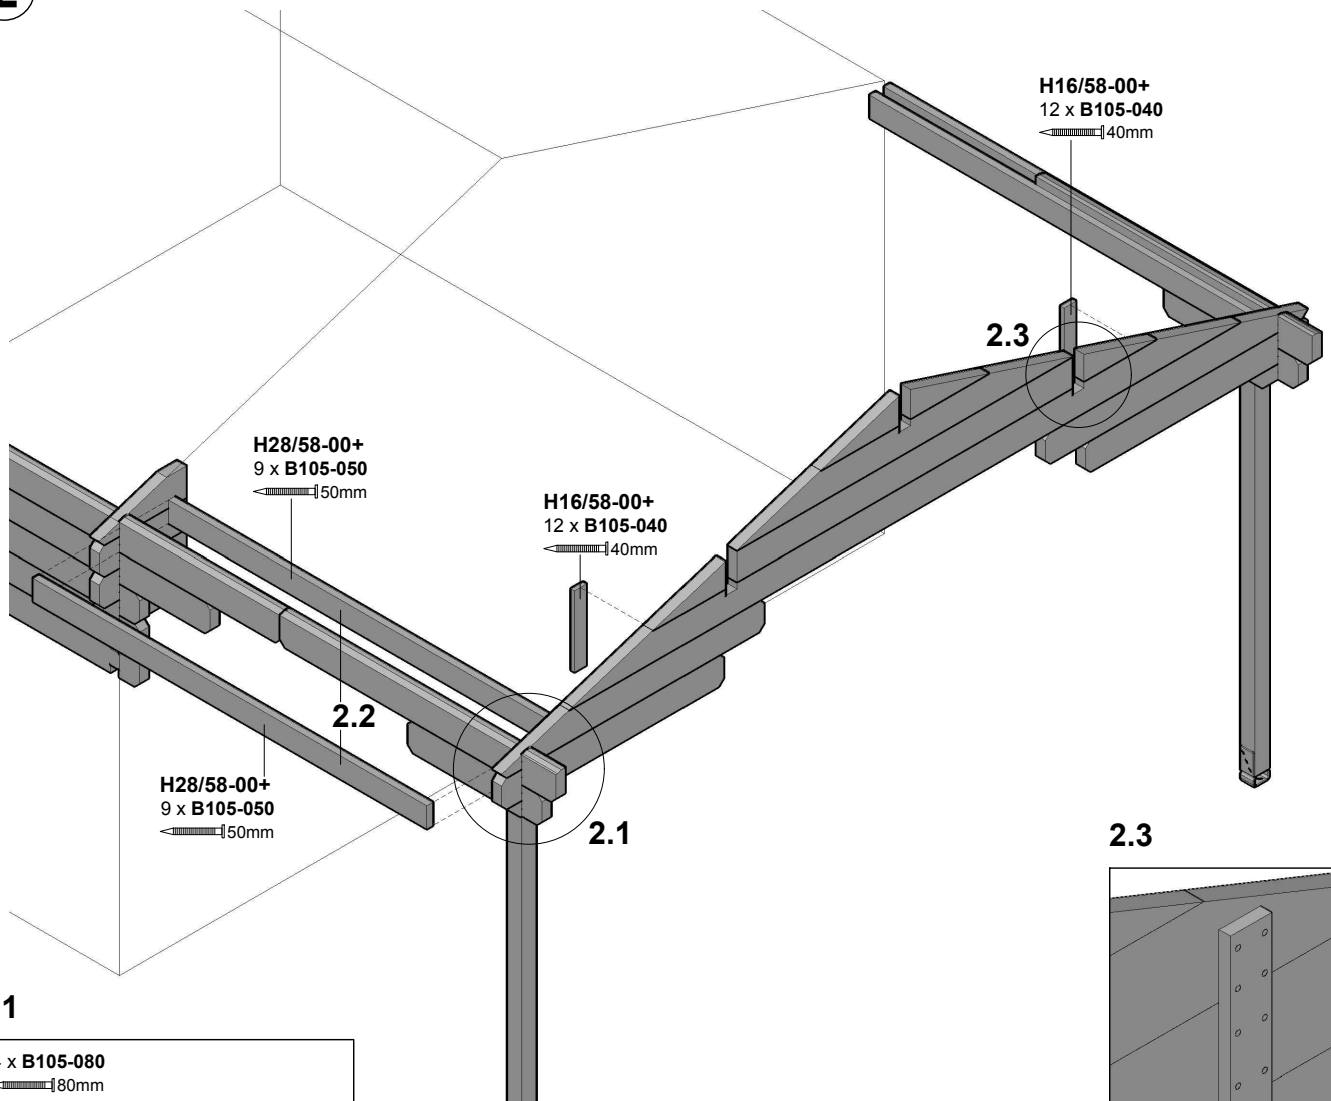 H16/58-00+
12 x B105-040
40mm
2.3
H28/58-00+
9 x B105-050
50mm
H16/58-00+
12 x B105-040
40mm
2.2
H28/58-00+
9 x B105-050
50mm
2.1
2.3
1
x B105-080
80mm